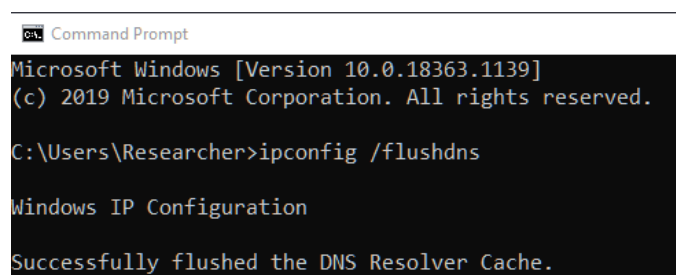 Command Prompt
Microsoft Windows [Version 10.0.18363.1139]
(c) 2019 Microsoft Corporation. All rights reserved.
C:\Users\Researcher>ipconfig /flushdns
Windows IP Configuration
Successfully flushed the DNS Resolver Cache.